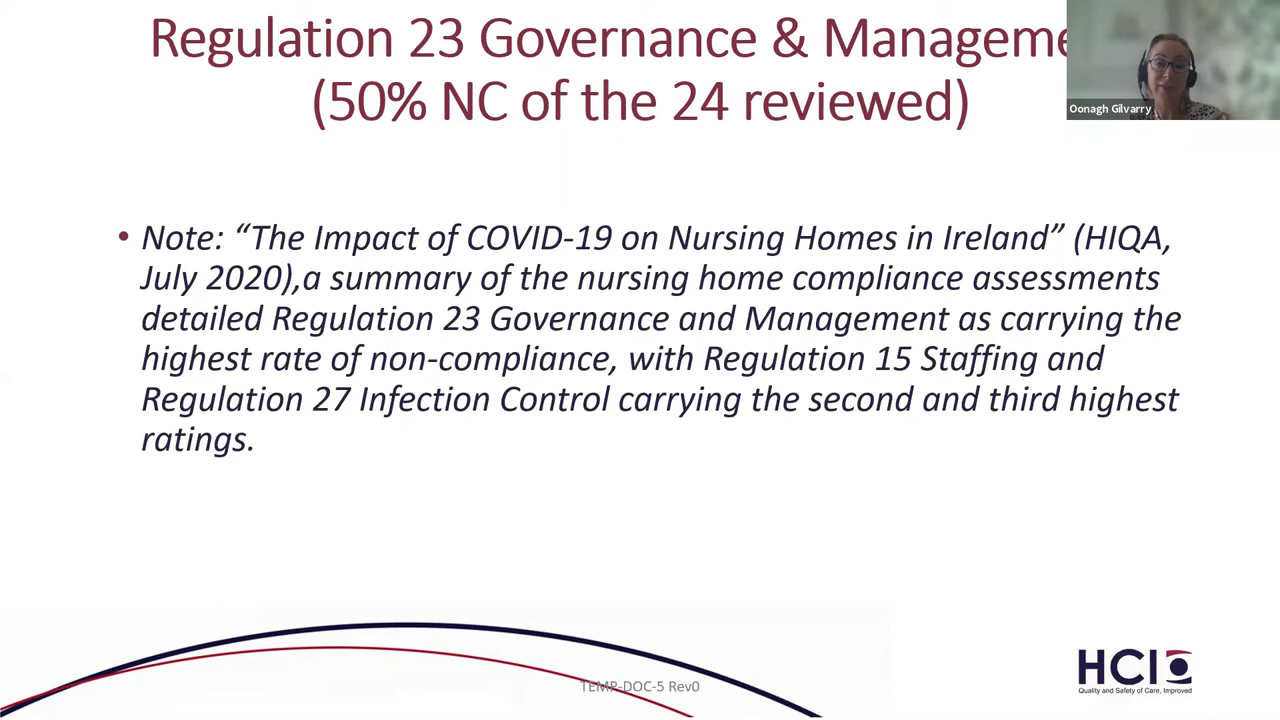 Regulation 23 Governance & Manageme
(50% NC of the 24 reviewed)
Oonagh Gilvarry
• Note: “The Impact of COVID-19 on Nursing Homes in Ireland” (HIQA,
July 2020),a summary of the nursing home compliance assessments
detailed Regulation 23 Governance and Management as carrying the
highest rate of non-compliance, with Regulation 15 Staffing and
Regulation 27 Infection Control carrying the second and third highest
ratings.
TEMP-DOC-5 Rev0
HCI
Quality and Safety of Care, Improved